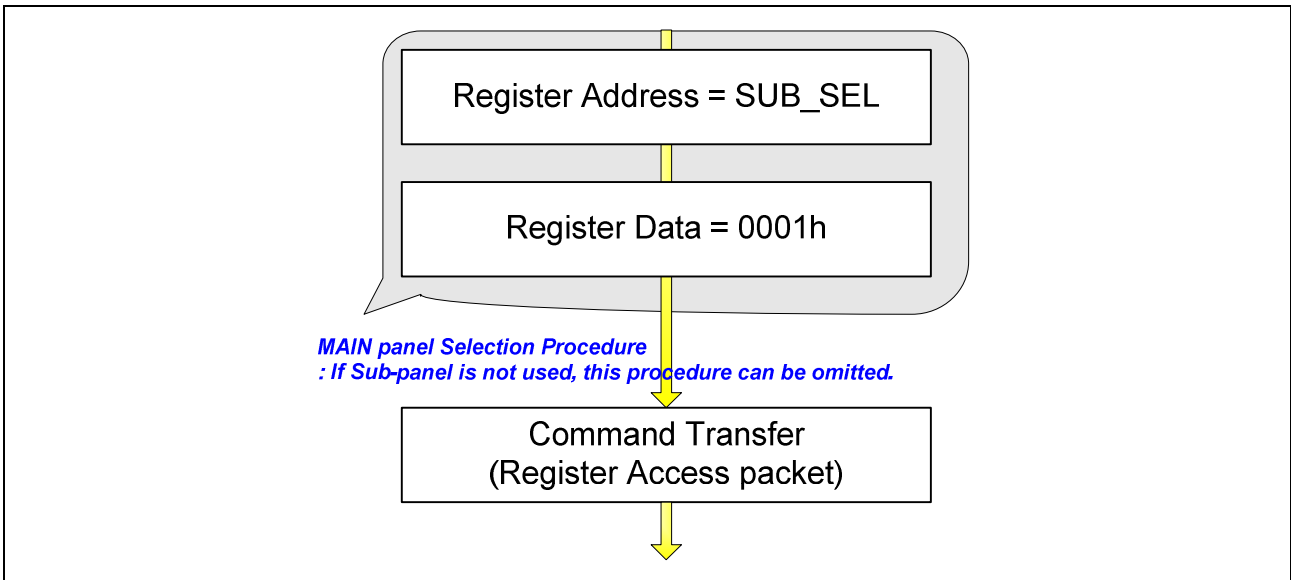 Register Address = SUB_SEL
Register Data = 0001h
MAIN panel Selection Procedure
: If Sub-panel is not used, this procedure can be omitted.
Command Transfer
(Register Access packet)